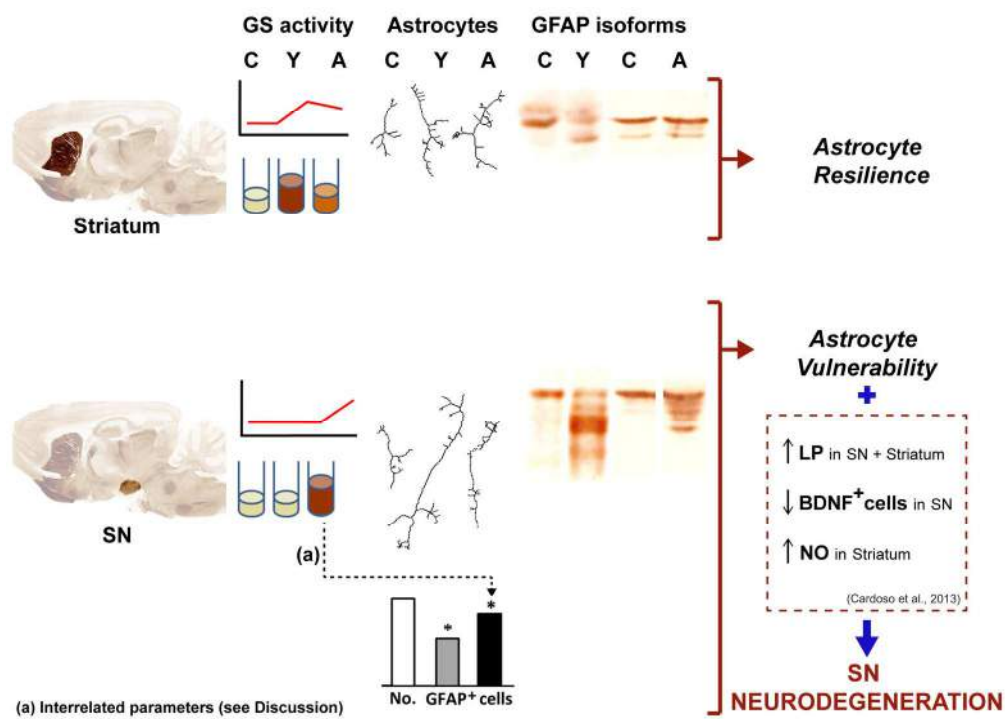 GS activity
Astrocytes
GFAP isoforms
C Y A
C Y A
C Y C A
Striatum
Astrocyte
Resilience
SN
(a)
Astrocyte
Vulnerability
+
↑ LP in SN + Striatum
↓ BDNF+ cells in SN
↑ NO in Striatum
(Cardoso et al., 2013)
SN
NEURODEGENERATION
*
*
No. GFAP+ cells
(a) Interrelated parameters (see Discussion)